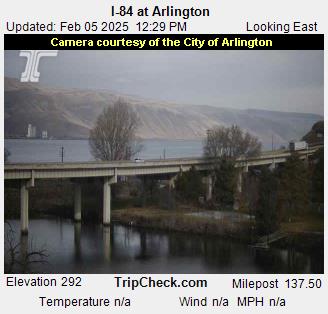 I-84 at Arlington
Updated: Feb 05 2025 12:29 PM Looking East
Camera courtesy of the City of Arlington
Elevation 292 TripCheck.com Milepost 137.50
Temperature n/a Wind n/a MPH n/a